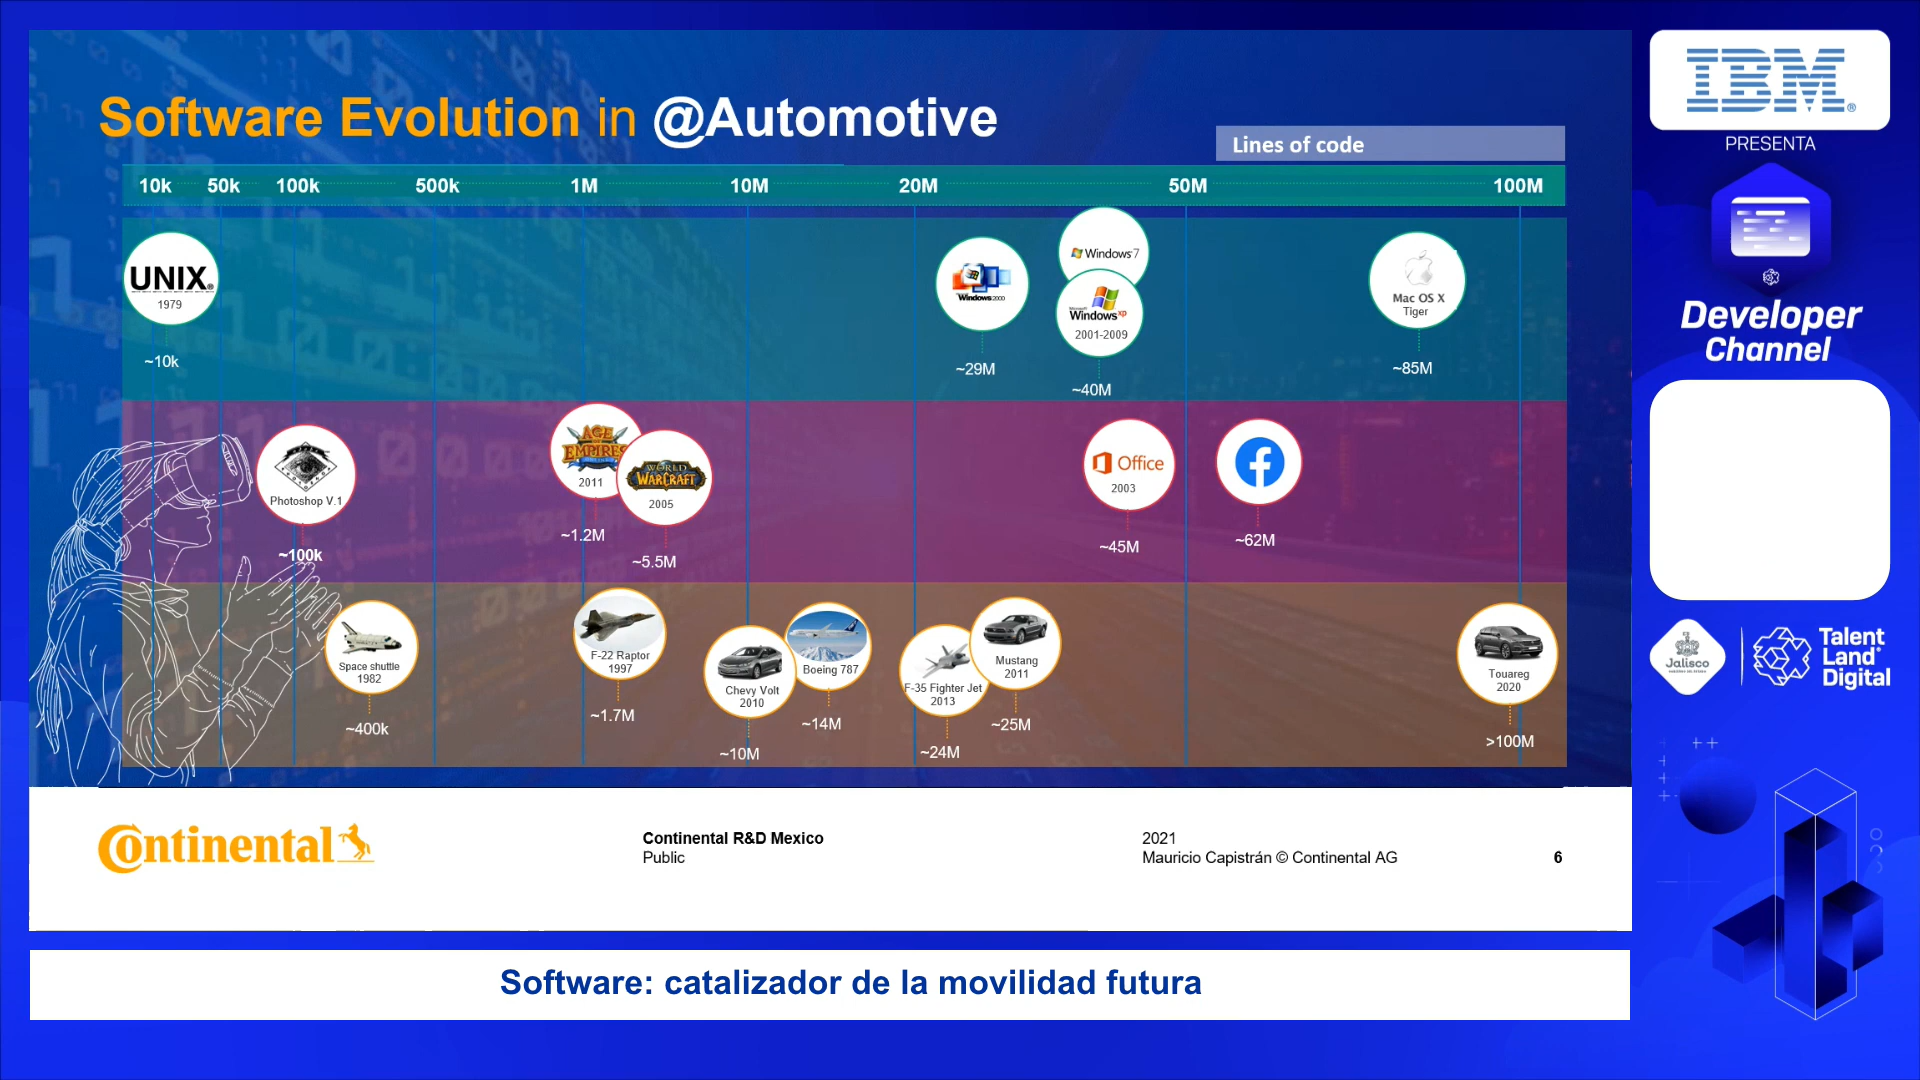 Software Evolution in @Automotive
Lines of code
10k 50k 100k 500k 1M 10M 20M 50M 100M
UNIX®
1979
~10k
Windows 2000
~29M
Windows 7
Microsoft
Windows xp
2001-2009
~40M
Mac OS X
Tiger
~85M
Photoshop V.1
~100k
AGE
OF
EMPIRES
2011
~1.2M
WORLD
WARCRAFT
2005
~5.5M
Office
2003
~45M
~62M
Space shuttle
1982
~400k
F-22 Raptor
1997
~1.7M
Chevy Volt
2010
~10M
Boeing 787
~14M
F-35 Fighter Jet
2013
~24M
Mustang
2011
~25M
Touareg
2020
>100M
Continental
Continental R&D Mexico
Public
2021
Mauricio Capistrán © Continental AG
6
Software: catalizador de la movilidad futura
IBM®
PRESENTA
Developer
Channel
Jalisco
Talent
Land®
Digital